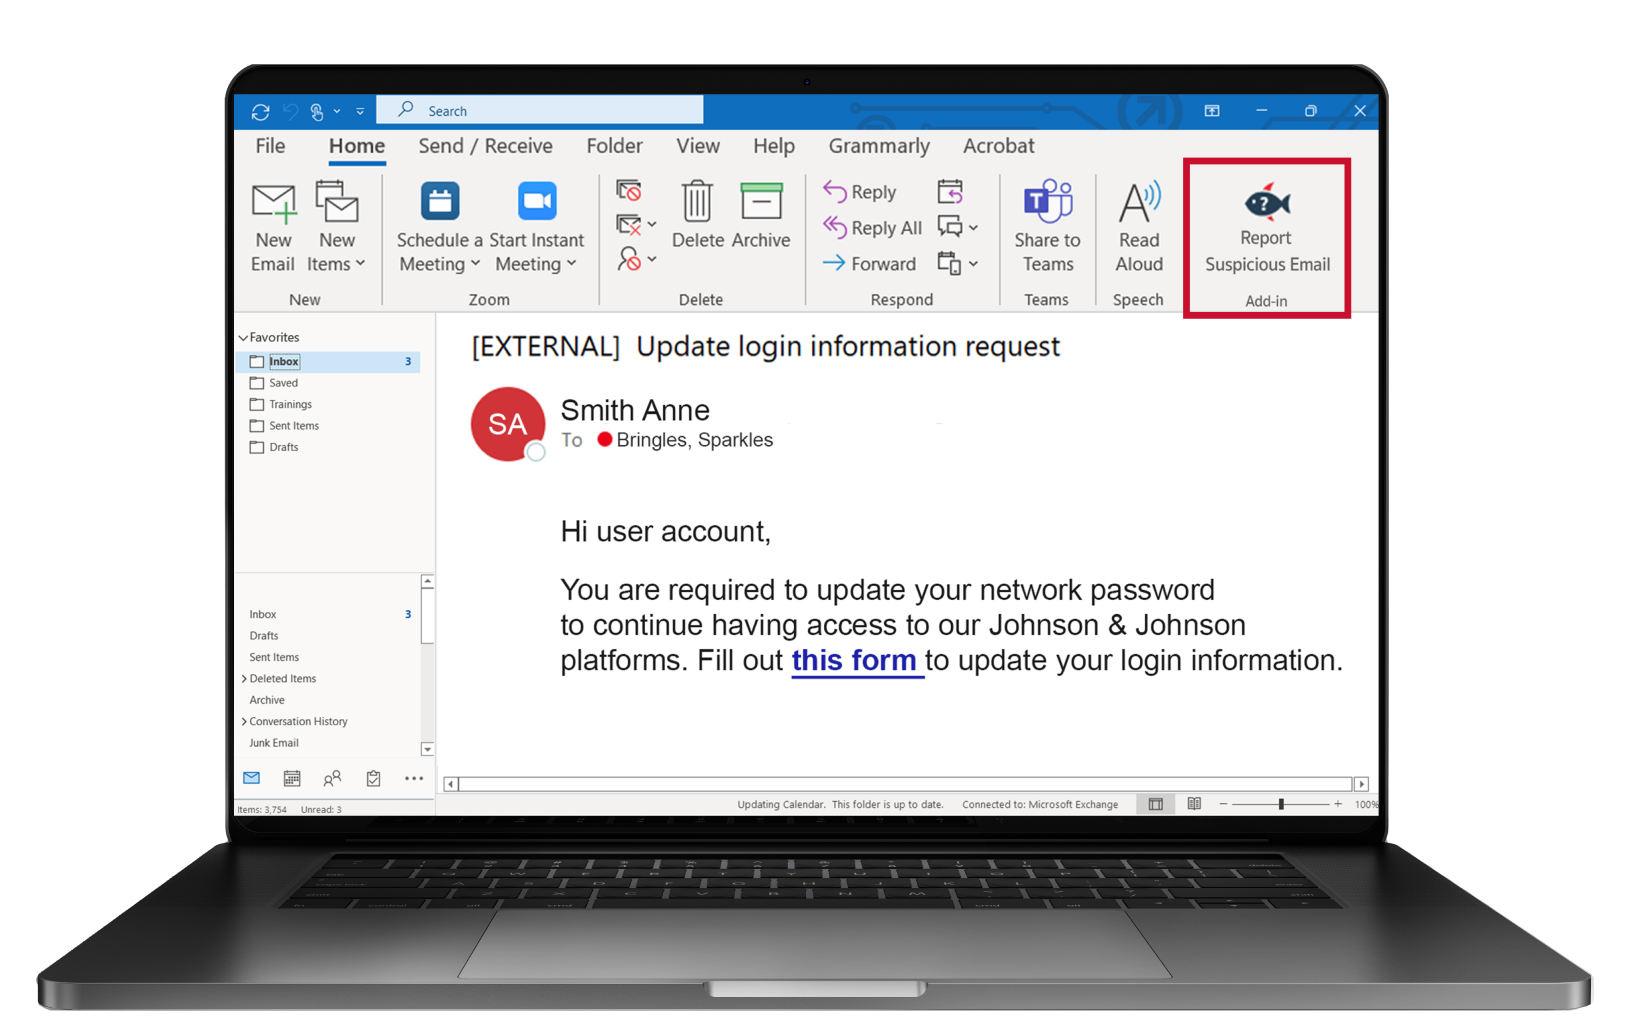 Search
File Home Send / Receive Folder View Help Grammarly Acrobat
New Email
New Items
New
Schedule a Meeting
Start Instant Meeting
Zoom
Delete
Archive
Delete
Reply
Reply All
Forward
Respond
Share to Teams
Teams
Read Aloud
Speech
?
Report
Suspicious Email
Add-in
Favorites
Inbox 3
Saved
Trainings
Sent Items
Drafts
Inbox 3
Drafts
Sent Items
Deleted Items
Archive
Conversation History
Junk Email
Items: 3,754 Unread: 3
[EXTERNAL] Update login information request
SA
Smith Anne
To Bringles, Sparkles
Hi user account,
You are required to update your network password
to continue having access to our Johnson & Johnson
platforms. Fill out this form to update your login information.
Updating Calendar. This folder is up to date. Connected to: Microsoft Exchange 100%